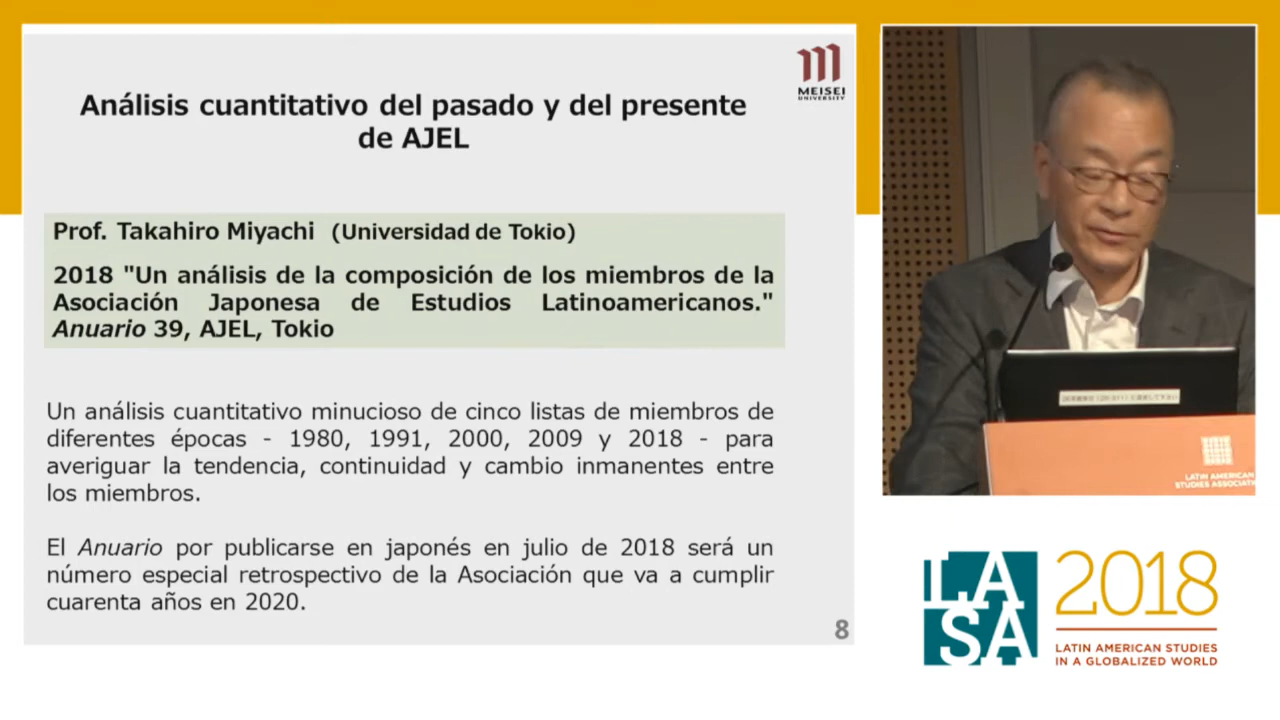 MEISEI
UNIVERSITY
Análisis cuantitativo del pasado y del presente
de AJEL
Prof. Takahiro Miyachi (Universidad de Tokio)
2018 "Un análisis de la composición de los miembros de la
Asociación Japonesa de Estudios Latinoamericanos."
Anuario 39, AJEL, Tokio
Un análisis cuantitativo minucioso de cinco listas de miembros de
diferentes épocas - 1980, 1991, 2000, 2009 y 2018 - para
averiguar la tendencia, continuidad y cambio inmanentes entre
los miembros.
El Anuario por publicarse en japonés en julio de 2018 será un
número especial retrospectivo de la Asociación que va a cumplir
cuarenta años en 2020.
8
LATIN AMERICAN
STUDIES ASSOCIATI
LA
SA
2018
LATIN AMERICAN STUDIES
IN A GLOBALIZED WORLD